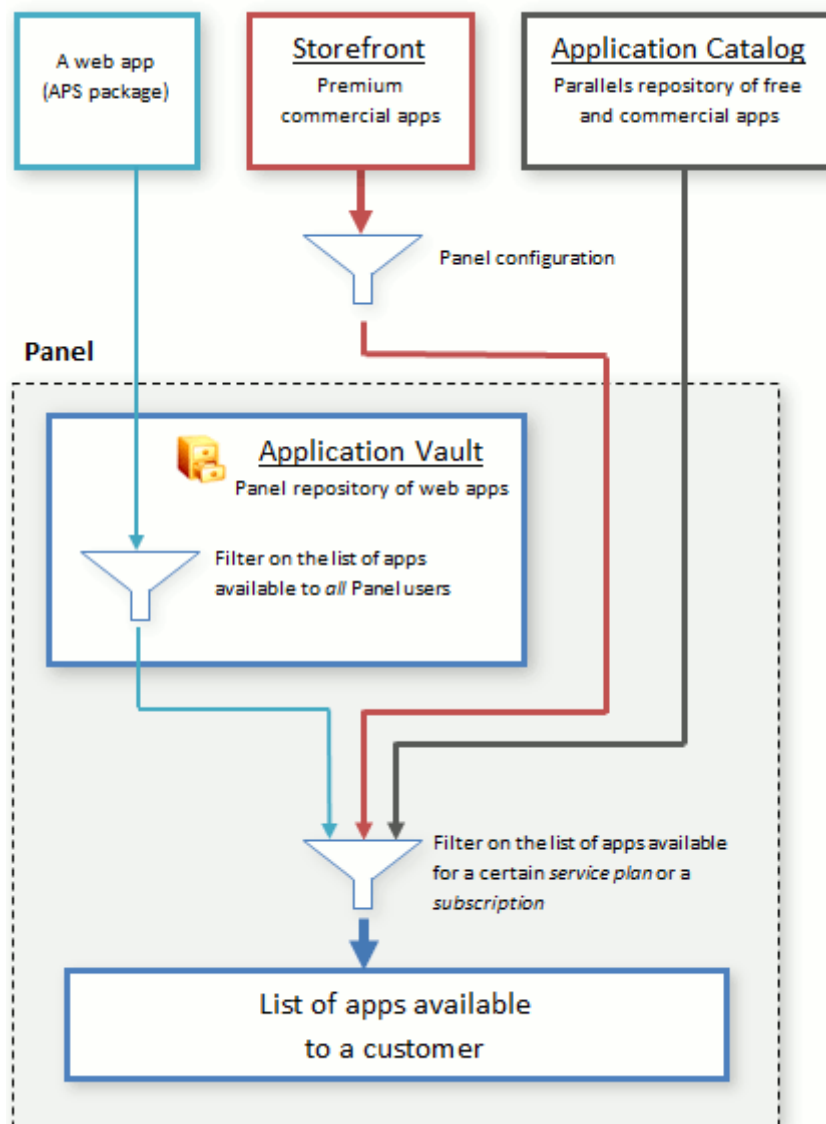 A web app
(APS package)
Storefront
Premium
commercial apps
Application Catalog
Parallels repository of free
and commercial apps
Panel configuration
Panel
Application Vault
Panel repository of web apps
Filter on the list of apps
available to all Panel users
Filter on the list of apps available
for a certain service plan or a
subscription
List of apps available
to a customer